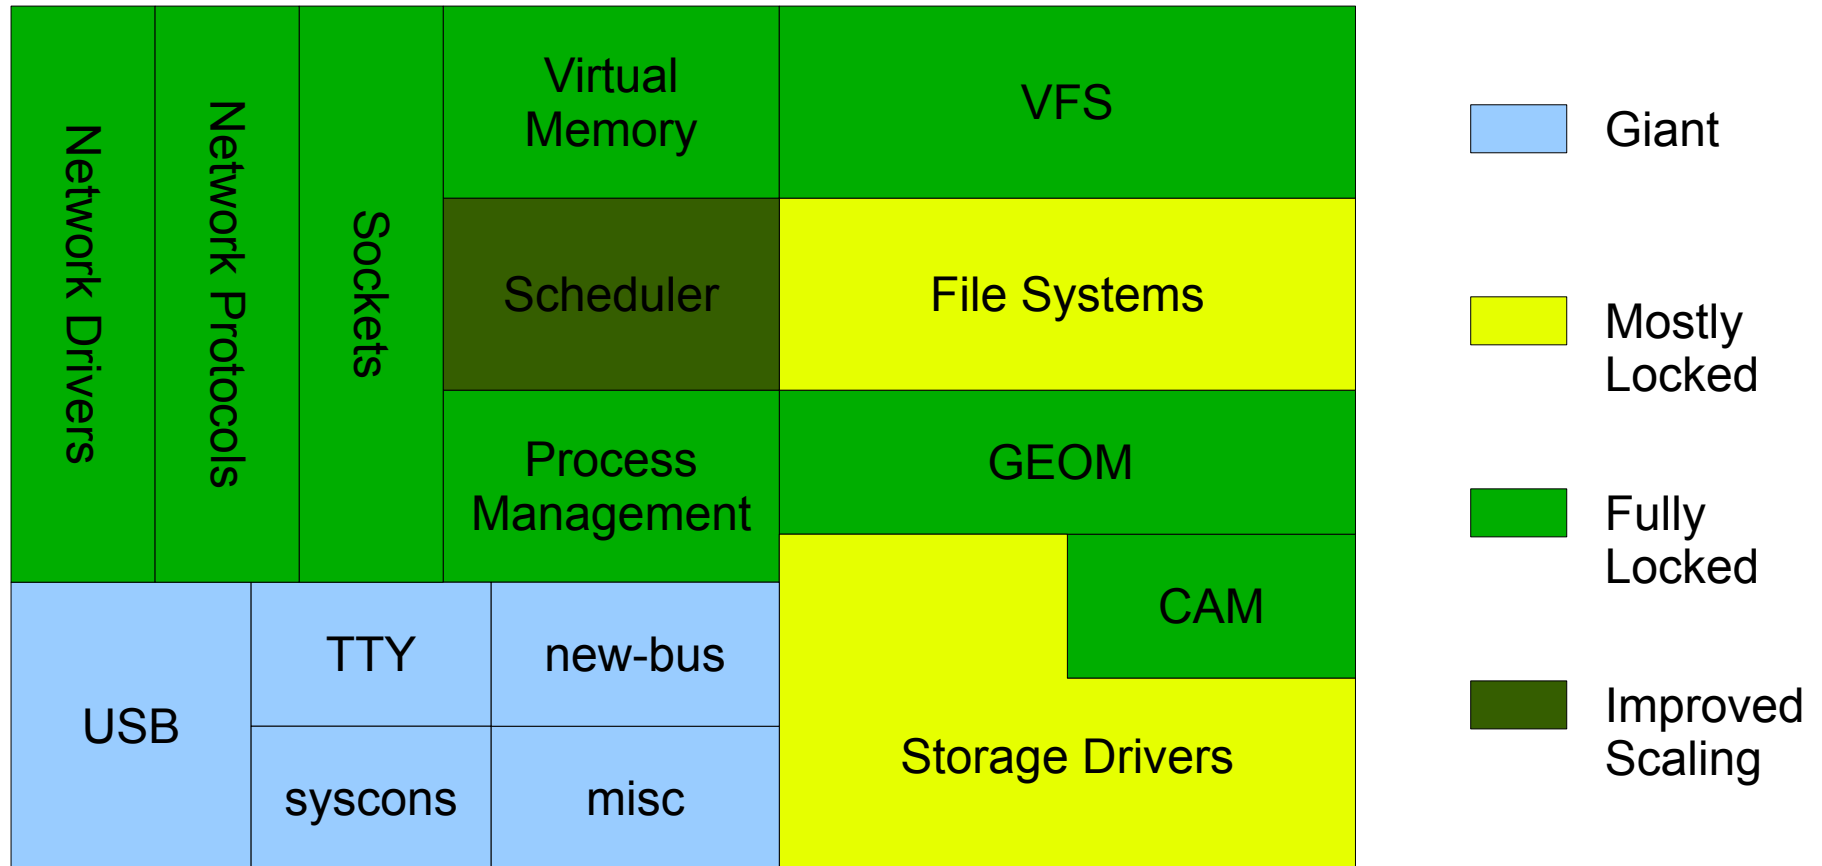 Network Drivers
Network Protocols
Sockets
Virtual
Memory
VFS
Scheduler
File Systems
Process
Management
GEOM
CAM
USB
TTY
new-bus
syscons
misc
Storage Drivers
Giant
Mostly
Locked
Fully
Locked
Improved
Scaling